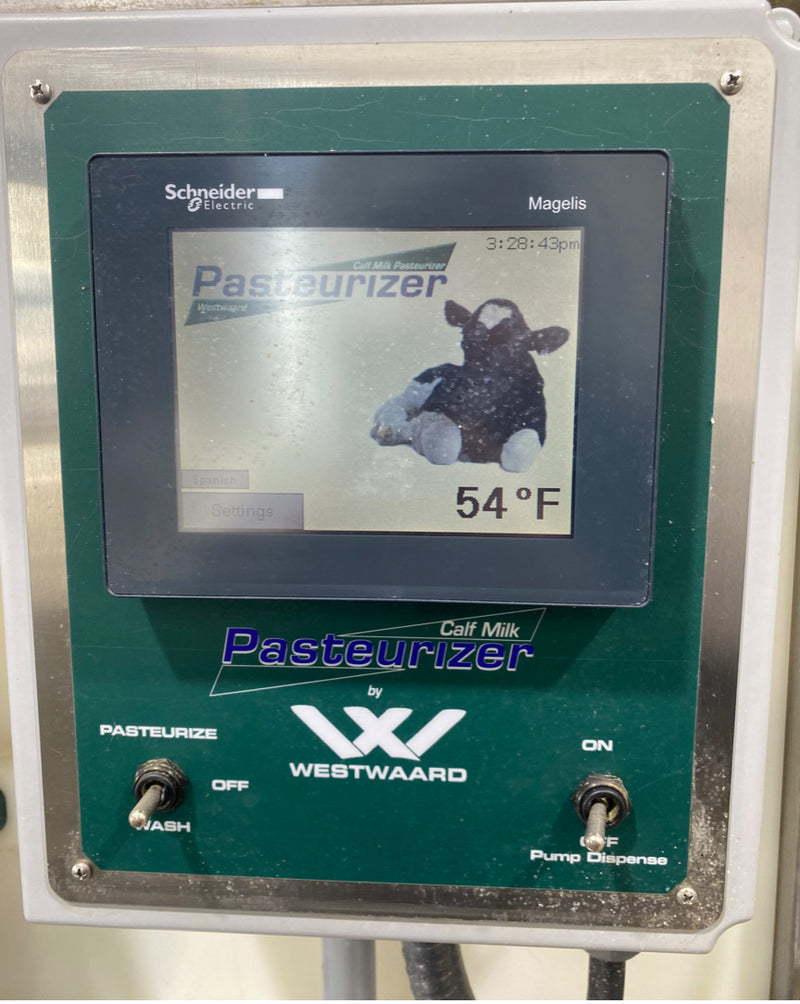 Schneider
Electric
Magelis
3:28:43pm
Calf Milk Pasteurizer
Pasteurizer
Westwaard
Spanish
Settings
54°F
Calf Milk
Pasteurizer
by
WESTWAARD
PASTEURIZE
OFF
WASH
ON
OFF
Pump Dispense